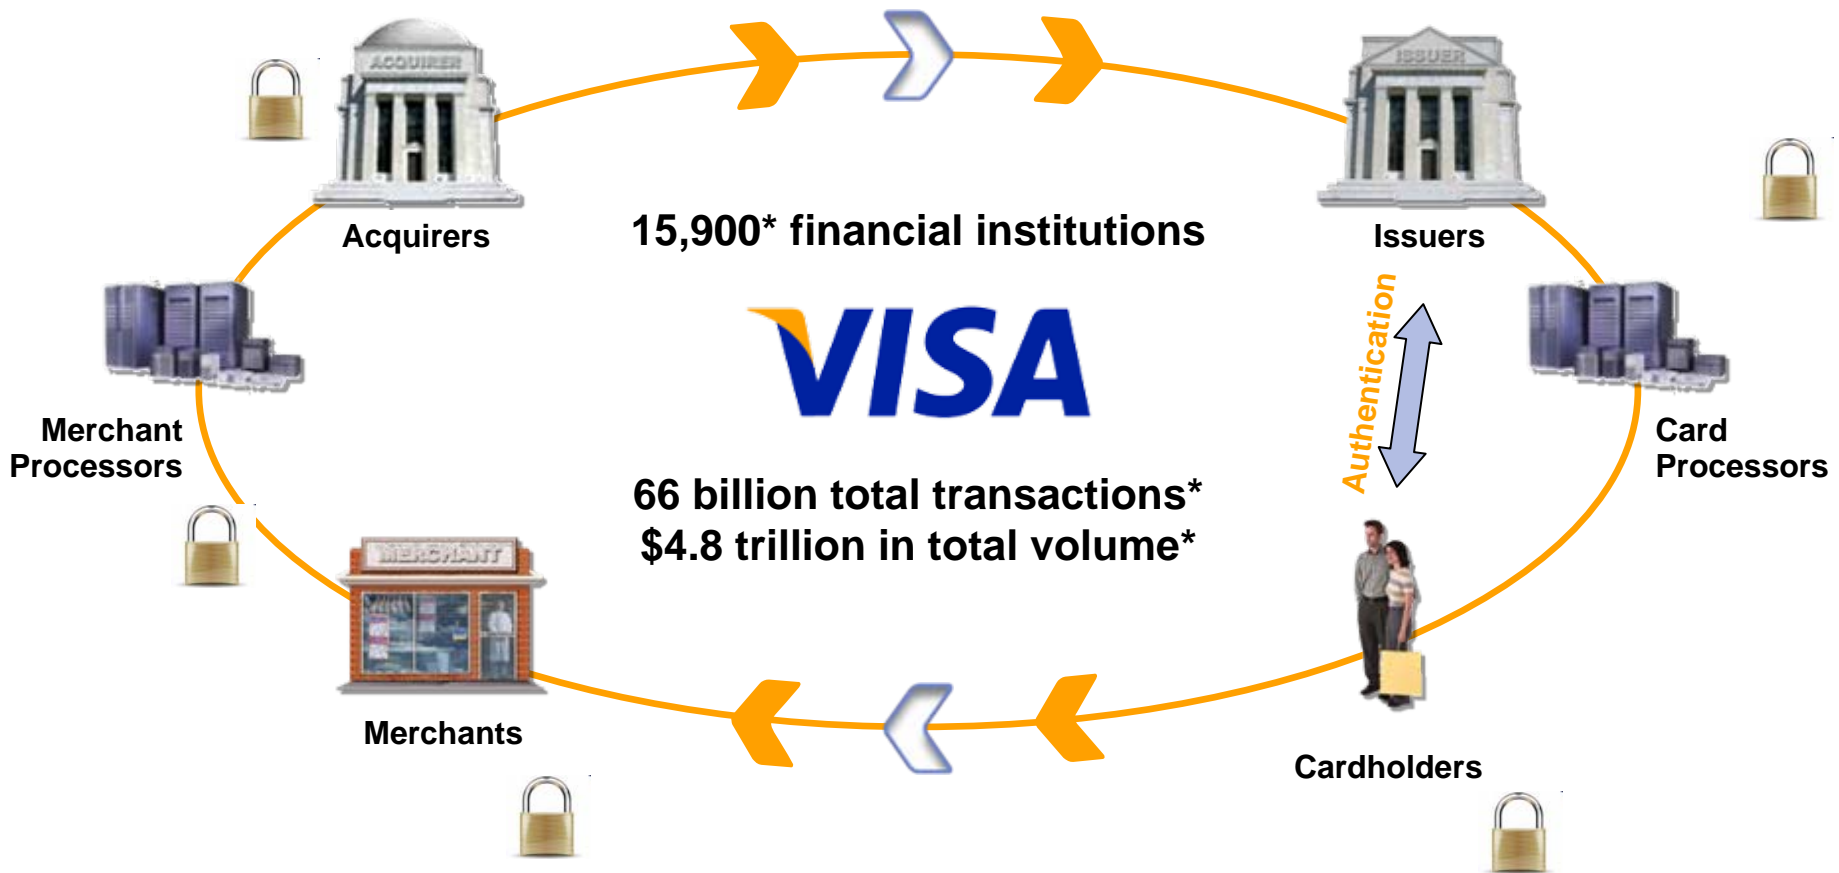 ACQUIRER
ISSUER
Acquirers
15,900* financial institutions
Issuers
Authentication
VISA
Merchant
Processors
Card
Processors
66 billion total transactions*
$4.8 trillion in total volume*
MERCHANT
Merchants
Cardholders